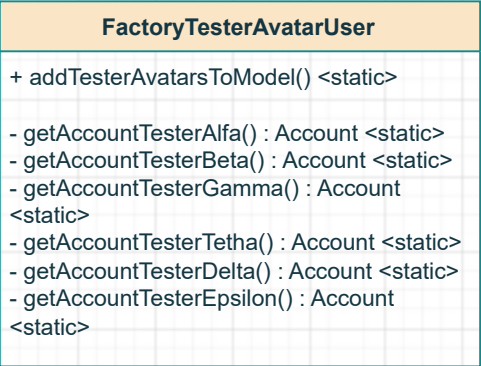 FactoryTesterAvatarUser
+ addTesterAvatarsToModel() <static>
- getAccountTesterAlfa() : Account <static>
- getAccountTesterBeta() : Account <static>
- getAccountTesterGamma() : Account
<static>
- getAccountTesterTetha() : Account <static>
- getAccountTesterDelta() : Account <static>
- getAccountTesterEpsilon() : Account
<static>